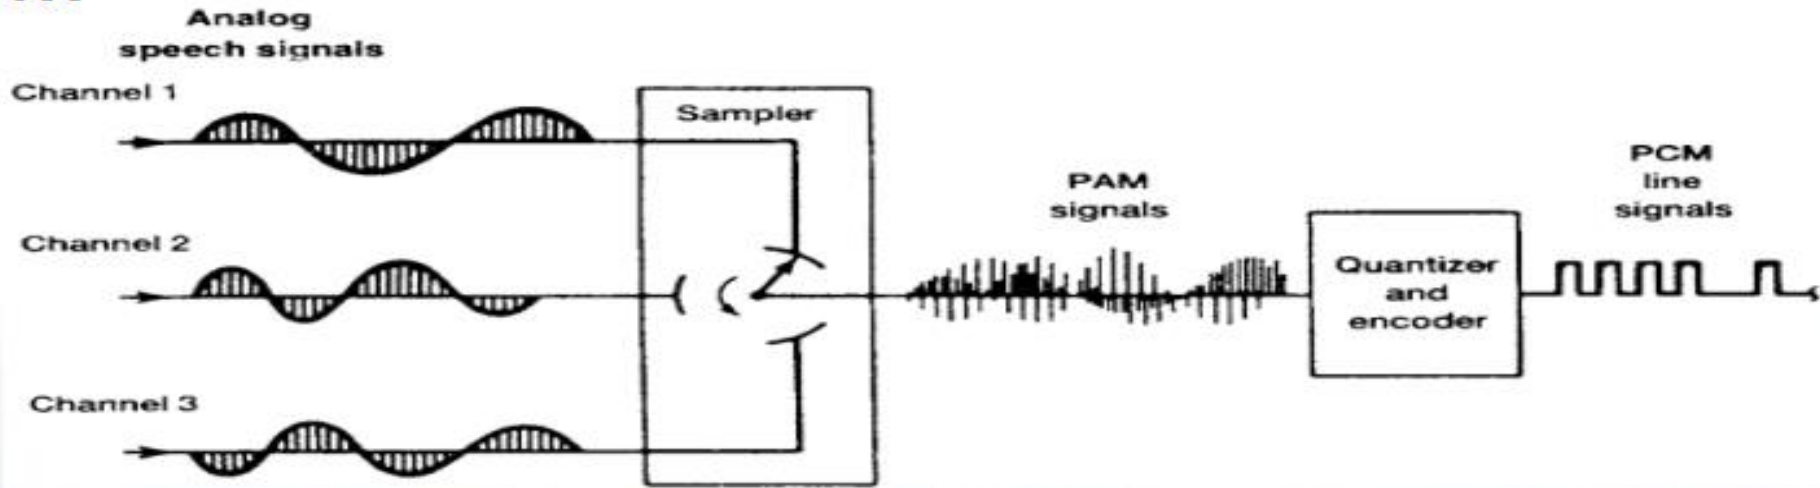 Analog
speech signals
Channel 1
Sampler
PAM
signals
PCM
line
signals
Channel 2
Quantizer
and
encoder
Channel 3